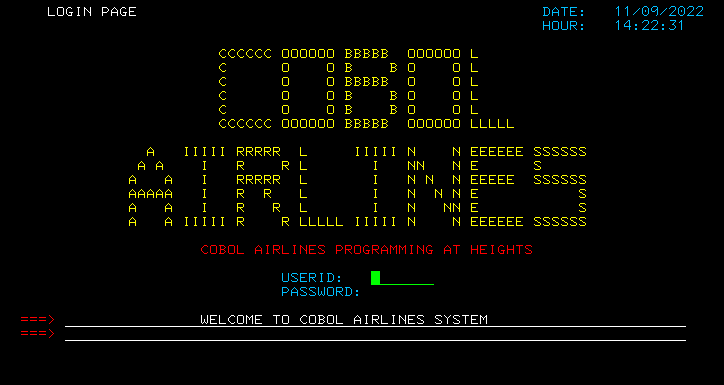 LOGIN PAGE DATE: 11/09/2022
HOUR: 14:22:31
CCCCCC OOOOOO BBBBB  OOOOOO L
C      O    O B    B O    O L
C      O    O BBBBB  O    O L
C      O    O B    B O    O L
C      O    O B    B O    O L
CCCCCC OOOOOO BBBBB  OOOOOO LLLLL
  A   IIIII RRRRR  L     IIIII N    N EEEEEE SSSSSS
 A A    I   R    R L       I   NN   N E      S
A   A   I   RRRRR  L       I   N N  N EEEEE  SSSSSS
AAAAA   I   R  R   L       I   N  N N E           S
A   A   I   R   R  L       I   N   NN E           S
A   A IIIII R    R LLLLL IIIII N    N EEEEEE SSSSSS
COBOL AIRLINES PROGRAMMING AT HEIGHTS
USERID:
PASSWORD:
===> WELCOME TO COBOL AIRLINES SYSTEM
===>